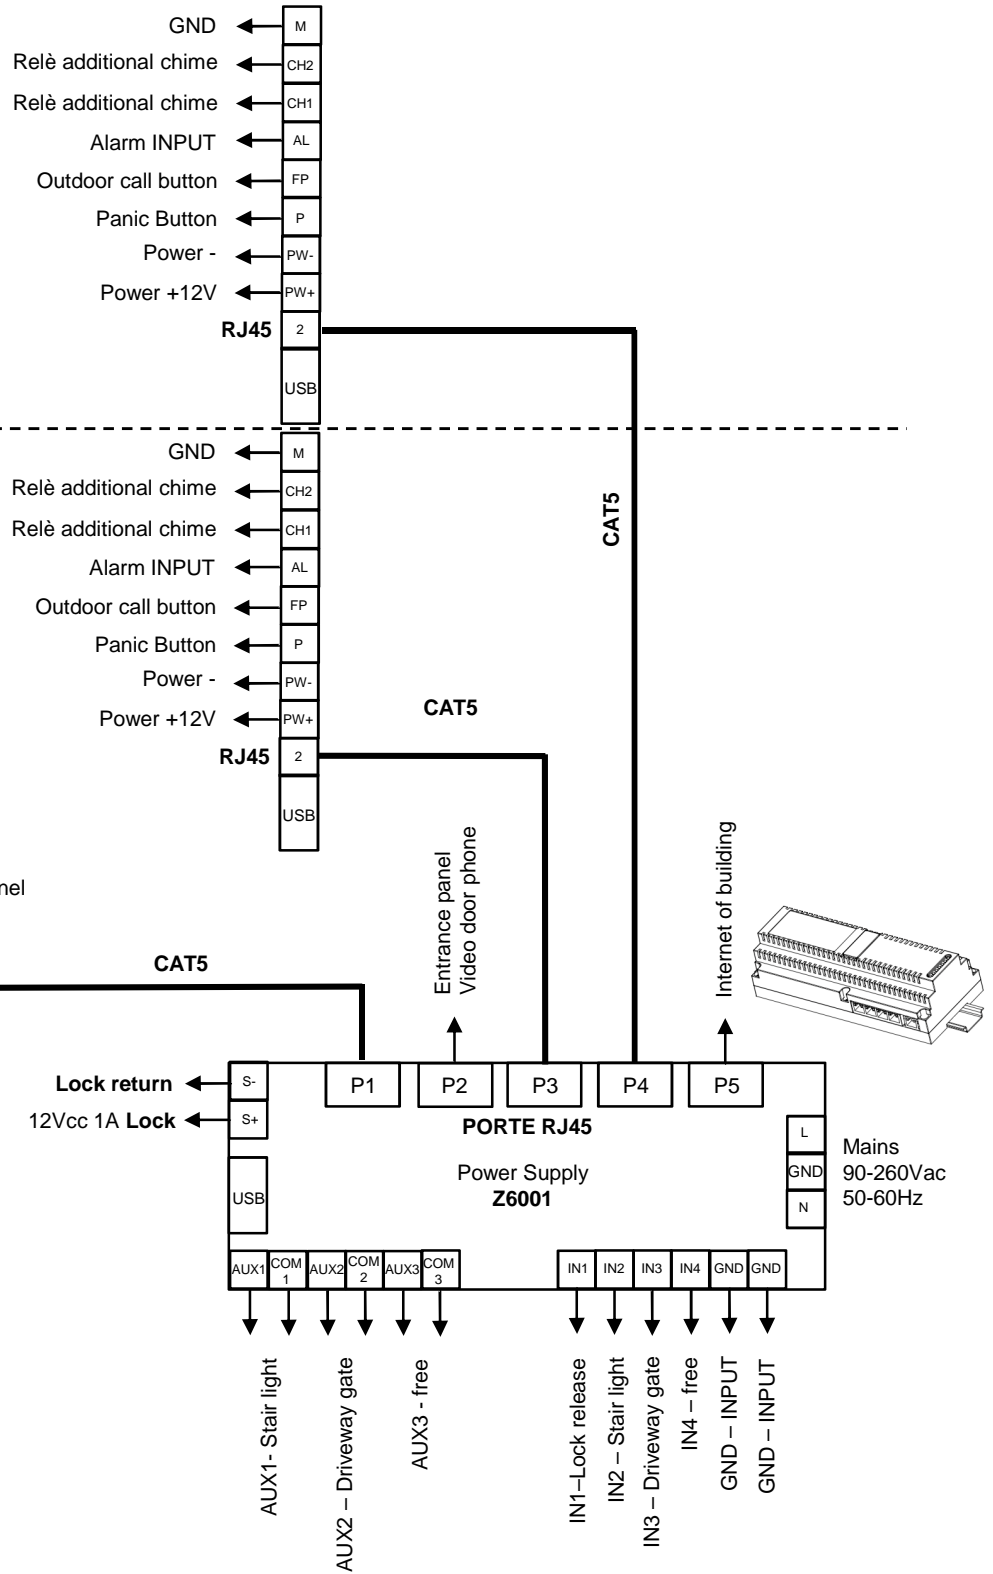 GND M
Relè additional chime CH2
Relè additional chime CH1
Alarm INPUT AL
Outdoor call button FP
Panic Button P
Power - PW-
Power +12V PW+
RJ45 2
USB
GND M
Relè additional chime CH2
Relè additional chime CH1
Alarm INPUT AL
Outdoor call button FP
Panic Button P
Power - PW-
Power +12V PW+
RJ45 2
USB
CAT5
CAT5
nel
CAT5
Entrance panel
Video door phone
Internet of building
Lock return S-
12Vcc 1A Lock S+
P1 P2 P3 P4 P5
PORTE RJ45
Power Supply
Z6001
USB
L
GND
N
Mains
90-260Vac
50-60Hz
AUX1 COM 1 AUX2 COM 2 AUX3 COM 3
IN1 IN2 IN3 IN4 GND GND
AUX1- Stair light
AUX2 – Driveway gate
AUX3 - free
IN1–Lock release
IN2 – Stair light
IN3 – Driveway gate
IN4 – free
GND – INPUT
GND – INPUT